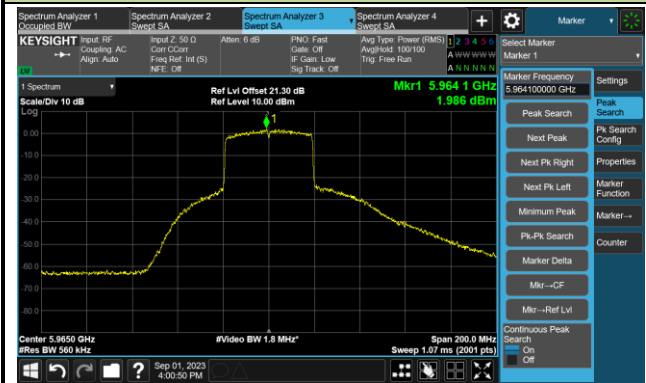 Spectrum Analyzer 1
Occupied BW
Spectrum Analyzer 2
Swept SA
Spectrum Analyzer 3
Swept SA
Spectrum Analyzer 4
Swept SA
Marker
KEYSIGHT
Input: RF
Coupling: AC
Align: Auto
Input Z: 50 Ω
Corr CCorr
Freq Ref: Int (S)
NFE: Off
Atten: 6 dB
PNO: Fast
Gate: Off
IF Gain: Low
Sig Track: Off
Avg Type: Power (RMS)
Avg|Hold: 100/100
Trig: Free Run
1 2 3 4 5 6
A W W W W W
A N N N N N
LW
Select Marker
Marker 1
1 Spectrum
Scale/Div 10 dB
Log
Ref Lvl Offset 21.30 dB
Ref Level 10.00 dBm
Mkr1 5.964 1 GHz
1.986 dBm
1
0.00
-10.0
-20.0
-30.0
-40.0
-50.0
-60.0
-70.0
-80.0
Center 5.9650 GHz
#Res BW 560 kHz
#Video BW 1.8 MHz*
Span 200.0 MHz
Sweep 1.07 ms (2001 pts)
Marker Frequency
5.964100000 GHz
Peak Search
Next Peak
Next Pk Right
Next Pk Left
Minimum Peak
Pk-Pk Search
Marker Delta
Mkr→CF
Mkr→Ref Lvl
Continuous Peak
Search
On
Off
Settings
Peak
Search
Pk Search
Config
Properties
Marker
Function
Marker→
Counter
Sep 01, 2023
4:00:50 PM